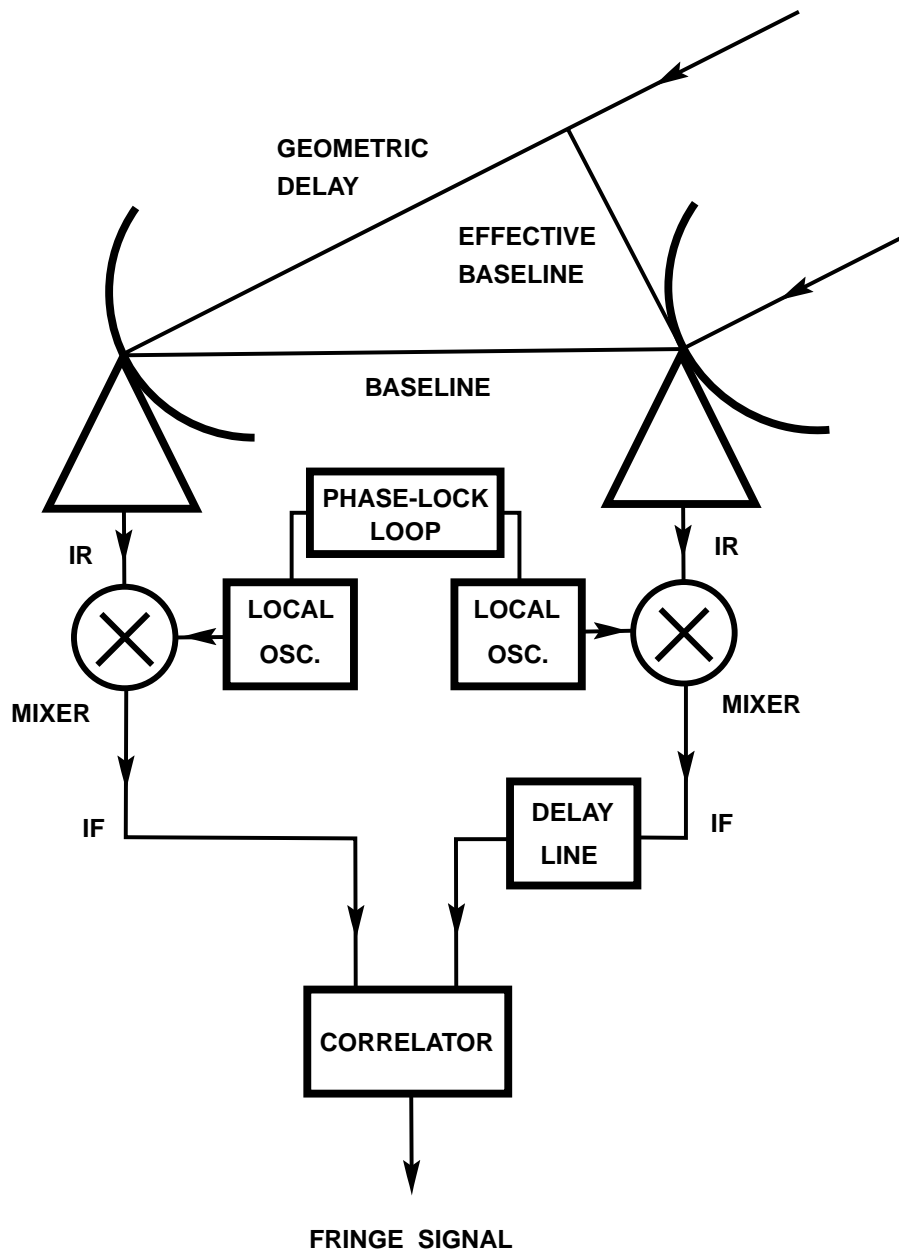 GEOMETRIC
DELAY
EFFECTIVE
BASELINE
BASELINE
PHASE-LOCK
LOOP
IR
IR
LOCAL
OSC.
LOCAL
OSC.
MIXER
MIXER
IF
DELAY
LINE
IF
CORRELATOR
FRINGE SIGNAL